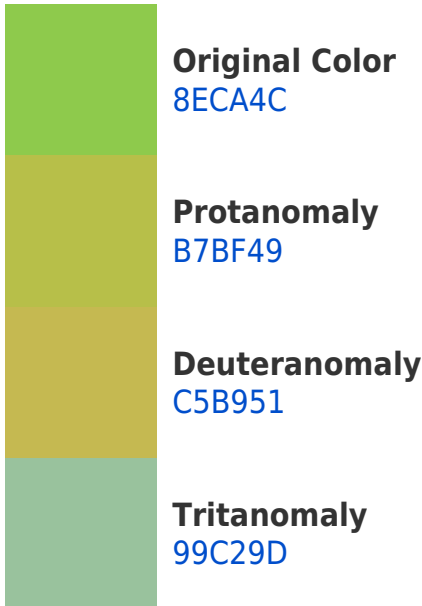 Original Color
8ECA4C
Protanomaly
B7BF49
Deuteranomaly
C5B951
Tritanomaly
99C29D